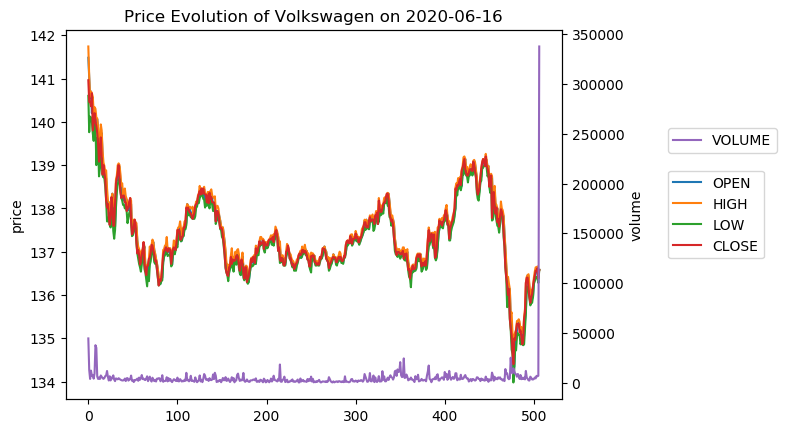 Price Evolution of Volkswagen on 2020-06-16
142
141
140
139
138
137
136
135
134
price
0
100
200
300
400
500
350000
300000
250000
200000
150000
100000
50000
0
volume
VOLUME
OPEN
HIGH
LOW
CLOSE